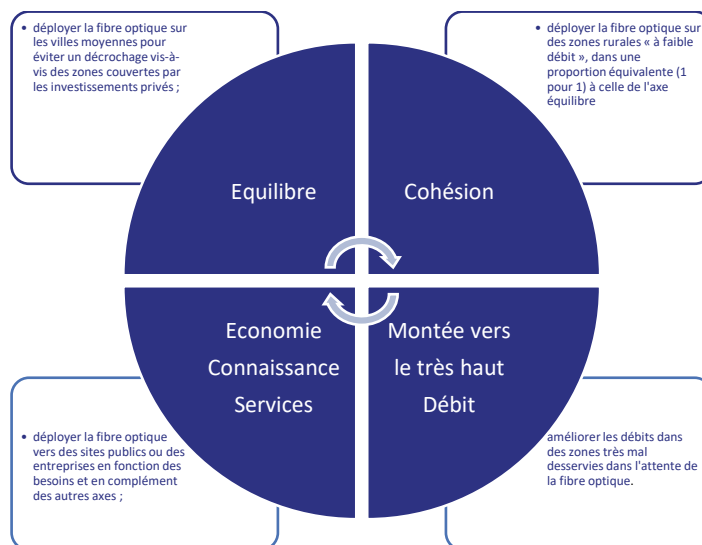 • déployer la fibre optique sur
les villes moyennes pour
éviter un décrochage vis-à-
vis des zones couvertes par
les investissements privés ;
• déployer la fibre optique sur
des zones rurales « à faible
débit », dans une
proportion équivalente (1
pour 1) à celle de l'axe
équilibre
Equilibre
Cohésion
Economie
Connaissance
Services
Montée vers
le très haut
Débit
• déployer la fibre optique
vers des sites publics ou des
entreprises en fonction des
besoins et en complément
des autres axes ;
améliorer les débits dans
des zones très mal
desservies dans l'attente de
la fibre optique.